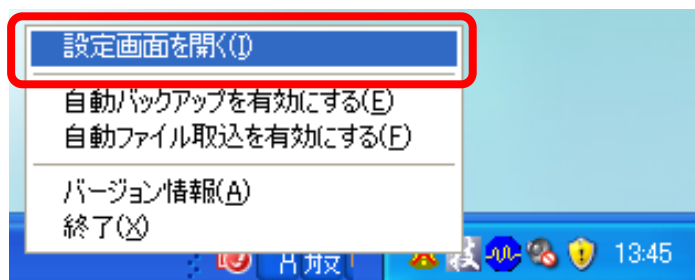 設定画面を開く(I)
自動バックアップを有効にする(E)
自動ファイル取込を有効にする(F)
バージョン情報(A)
終了(X)
A 般
技
13:45